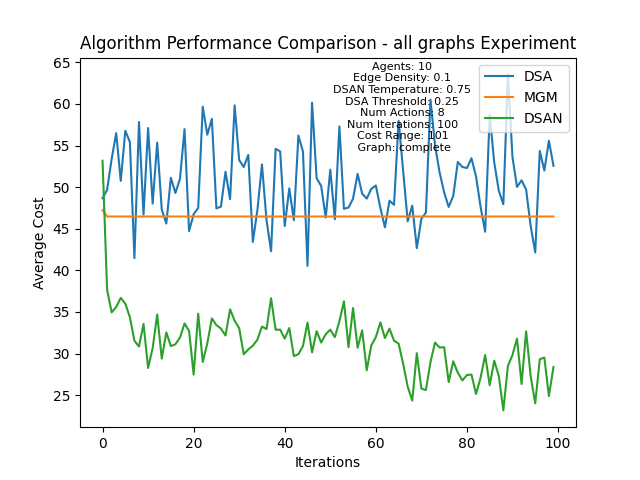 Algorithm Performance Comparison - all graphs Experiment
Agents: 10
Edge Density: 0.1
DSAN Temperature: 0.75
DSA Threshold: 0.25
Num Actions: 8
Num Iterations: 100
Cost Range: 101
Graph: complete
DSA
MGM
DSAN
Average Cost
65
60
55
50
45
40
35
30
25
0
20
40
60
80
100
Iterations